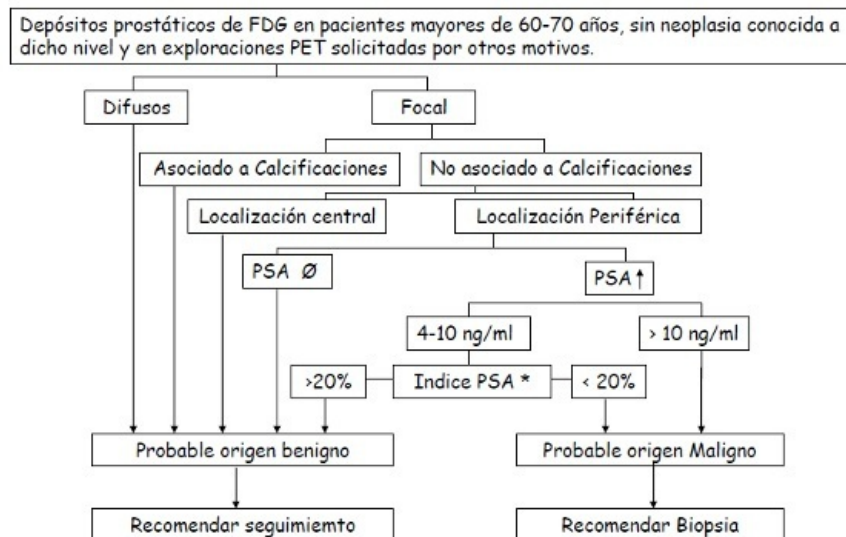 Depósitos prostáticos de FDG en pacientes mayores de 60-70 años, sin neoplasia conocida a
dicho nivel y en exploraciones PET solicitadas por otros motivos.
Difusos
Focal
Asociado a Calcificaciones
No asociado a Calcificaciones
Localización central
Localización Periférica
PSA Ø
PSA↑
4-10 ng/ml
> 10 ng/ml
>20%
Indice PSA *
< 20%
Probable origen benigno
Probable origen Maligno
Recomendar seguimiento
Recomendar Biopsia